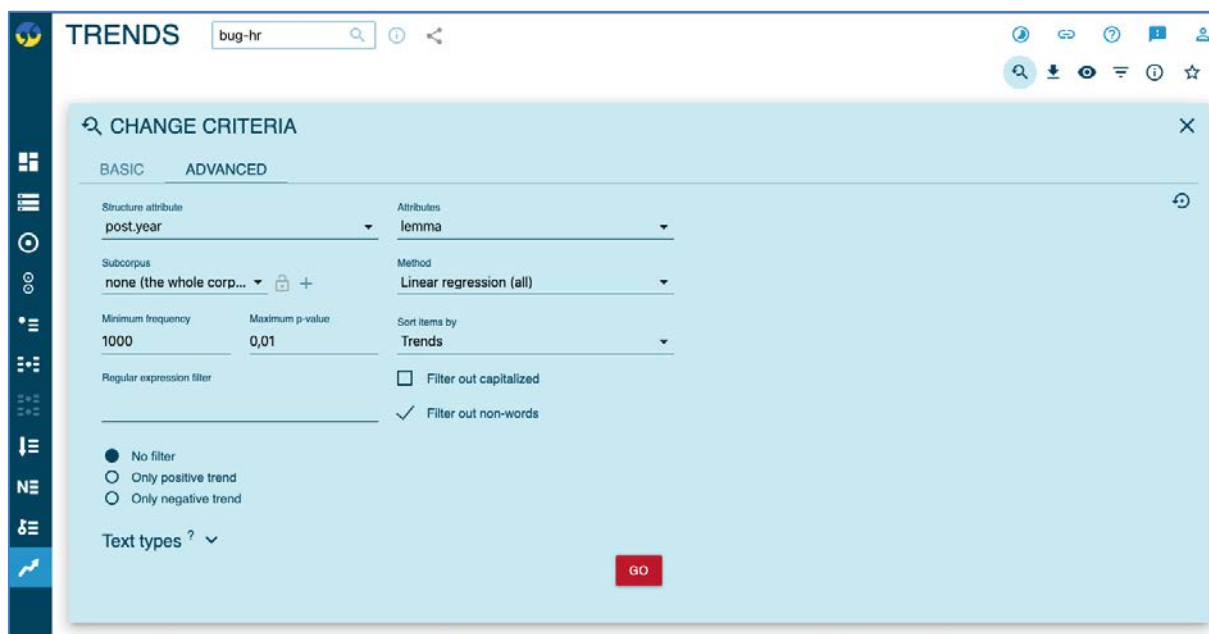 TRENDS bug-hr
CHANGE CRITERIA
BASIC ADVANCED
Structure attribute Attributes
post.year lemma
Subcorpus Method
none (the whole corp... Linear regression (all)
Minimum frequency Maximum p-value Sort items by
1000 0,01 Trends
Regular expression filter Filter out capitalized
Filter out non-words
No filter
Only positive trend
Only negative trend
Text types ?
GO